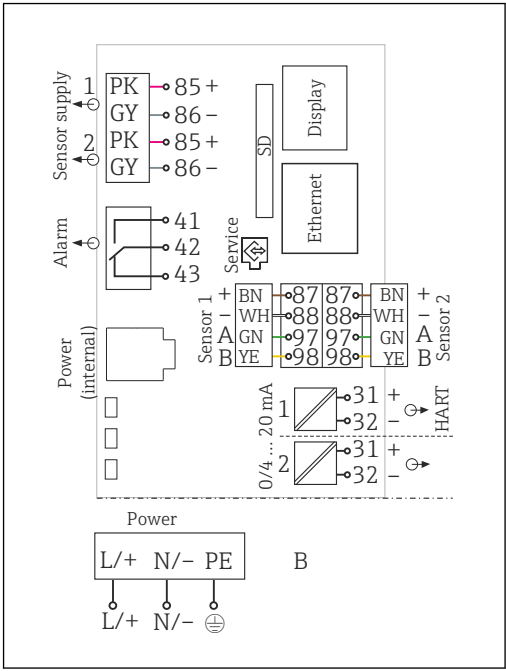 Sensor supply
1 PK 85 +
GY 86 −
2 PK 85 +
GY 86 −
Display
SD
Ethernet
Alarm
41
42
43
Service
Power
(internal)
Sensor 1
+ BN 87 87 BN +
− WH 88 88 WH −
A GN 97 97 GN A
B YE 98 98 YE B
Sensor 2
0/4 ... 20 mA
1 31 +
32 −
HART
2 31 +
32 −
Power
L/+ N/− PE
B
L/+ N/−